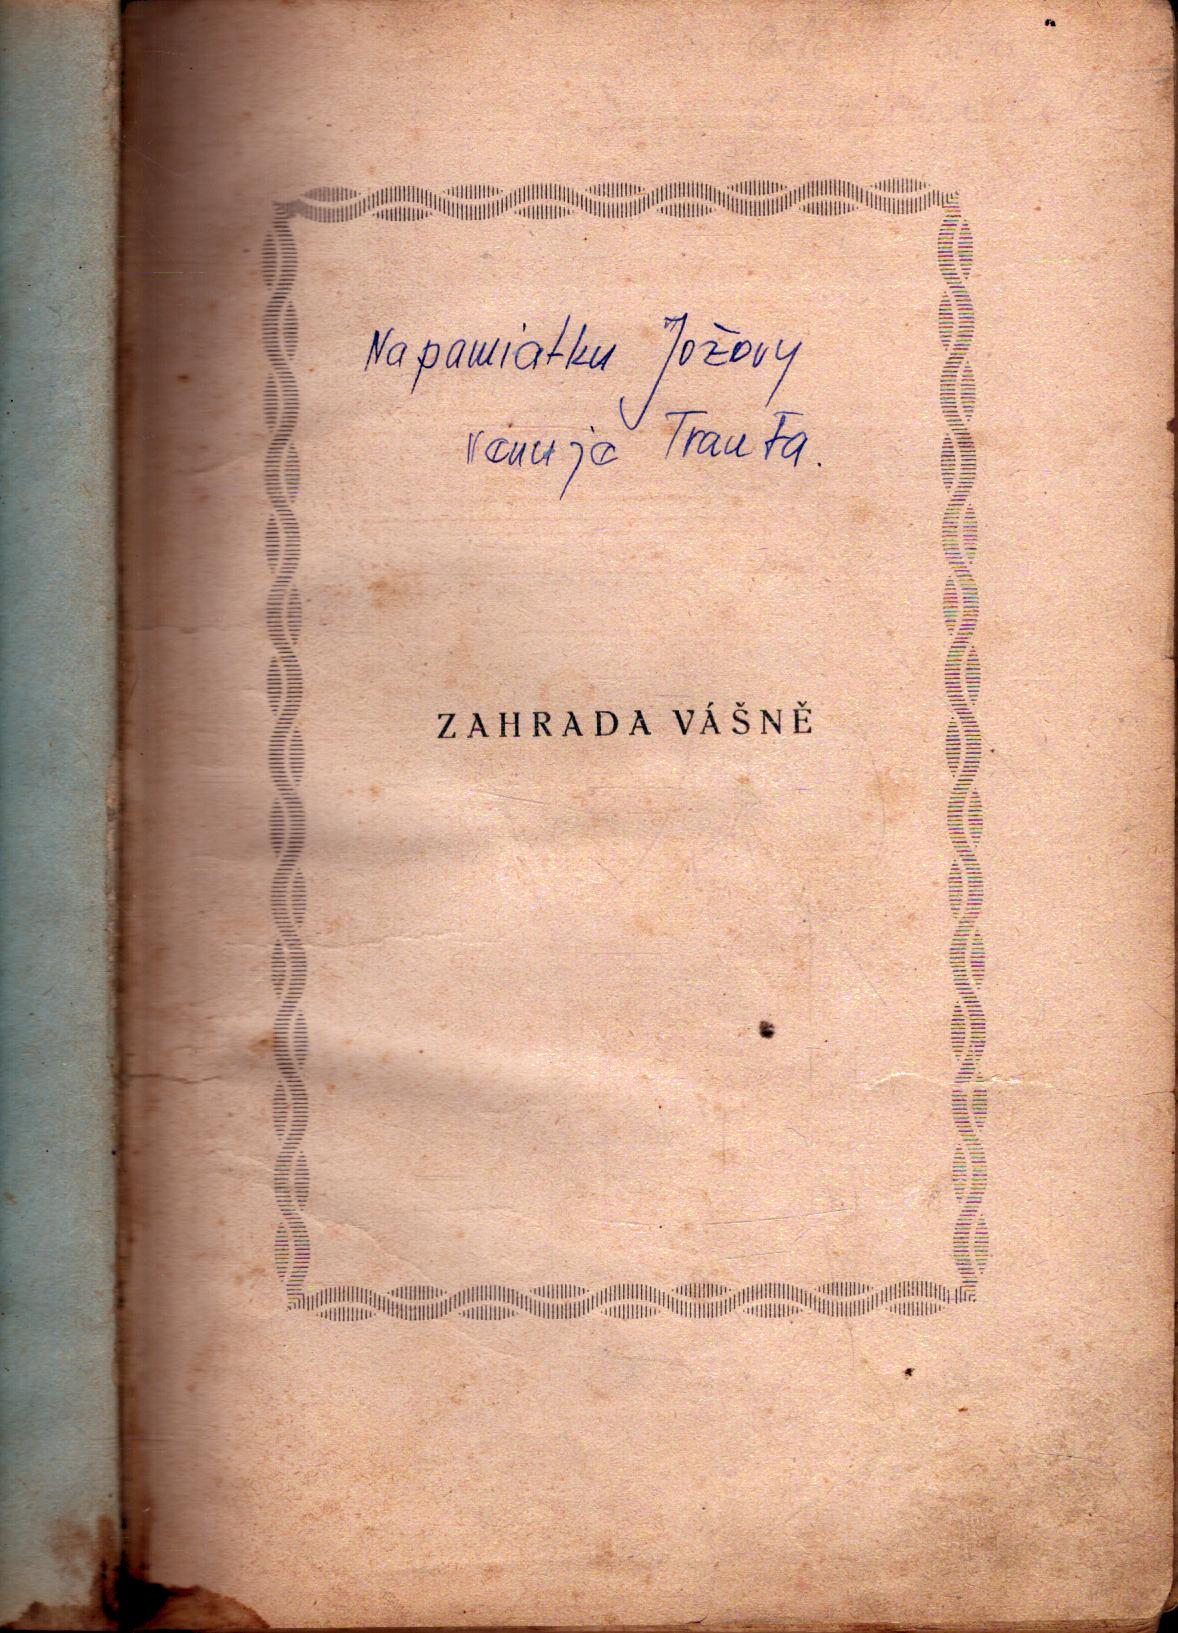 Na pamiatku Jožovy
venuje Trauta.
ZAHRADA VÁŠNĚ